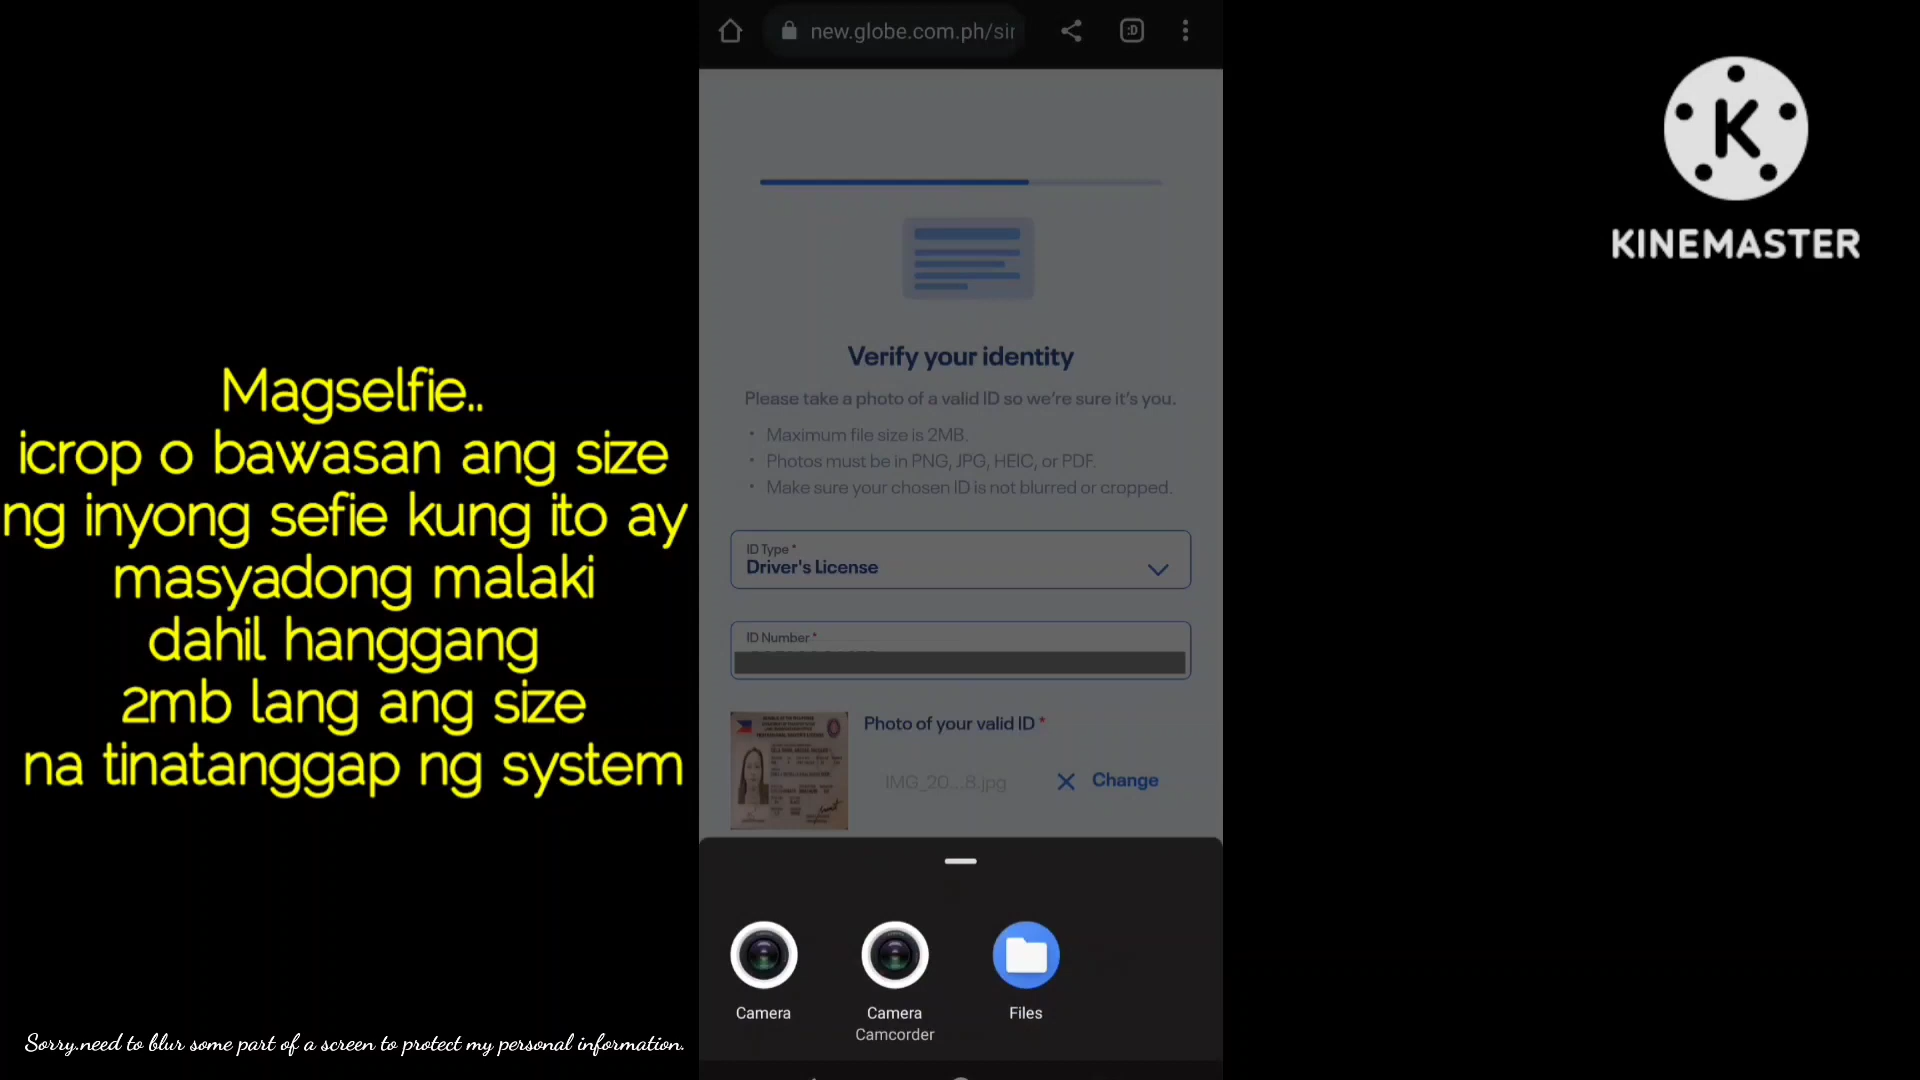 new.globe.com.ph/sir
:D
KINEMASTER
Verify your identity
Please take a photo of a valid ID so we're sure it's you.
• Maximum file size is 2MB.
• Photos must be in PNG, JPG, HEIC, or PDF.
• Make sure your chosen ID is not blurred or cropped.
ID Type *
Driver's License
ID Number *
Photo of your valid ID *
IMG_20...8.jpg
Change
Magselfie..
icrop o bawasan ang size
ng inyong sefie kung ito ay
masyadong malaki
dahil hanggang
2mb lang ang size
na tinatanggap ng system
Camera
Camera
Files
Camcorder
Sorry.need to blur some part of a screen to protect my personal information.